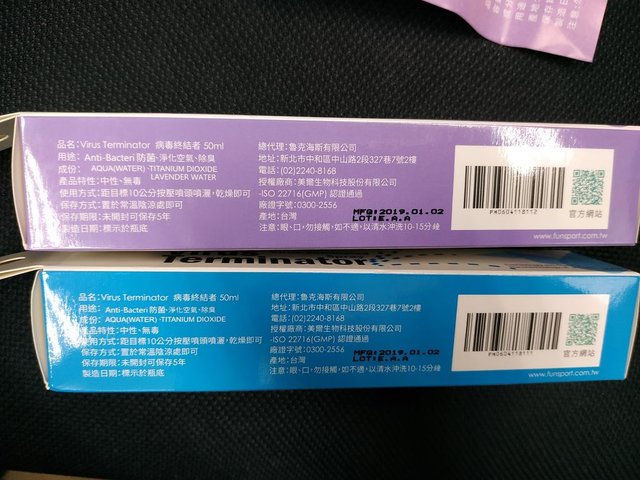 品名：Virus Terminator 病毒終結者 50ml
用途： Anti-Bacteri 防菌、淨化空氣、除臭
成份： AQUA(WATER)、TITANIUM DIOXIDE
LAVENDER WATER
產品特性：中性、無毒
使用方式：距目標10公分按壓噴頭噴灑，乾燥即可
保存方式：置於常溫陰涼處即可
保存期限：未開封可保存5年
製造日期：標示於瓶底
總代理：魯克海斯有限公司
地址：新北市中和區中山路2段327巷7號2樓
電話：(02)2240-8168
授權廠商：美爾生物科技股份有限公司
-ISO 22716(GMP) 認證通過
廠證字號：0300-2556
產地：台灣
MFG:2019.01.02
LOT:E.A.A
注意：眼、口，勿接觸，如不適，以清水沖洗10-15分鐘
PN0604118112
官方網站
www.funsport.com.tw
Terminator
品名：Virus Terminator 病毒終結者 50ml
用途： Anti-Bacteri 防菌、淨化空氣、除臭
成份： AQUA(WATER)、TITANIUM DIOXIDE
產品特性：中性、無毒
使用方式：距目標10公分按壓噴頭噴灑，乾燥即可
保存方式：置於常溫陰涼處即可
保存期限：未開封可保存5年
製造日期：標示於瓶底
總代理：魯克海斯有限公司
地址：新北市中和區中山路2段327巷7號2樓
電話：(02)2240-8168
授權廠商：美爾生物科技股份有限公司
-ISO 22716(GMP) 認證通過
廠證字號：0300-2556
產地：台灣
MFG:2019.01.02
LOT:E.A.A
注意：眼、口，勿接觸，如不適，以清水沖洗10-15分鐘
PN0604118111
官方網站
www.funsport.com.tw